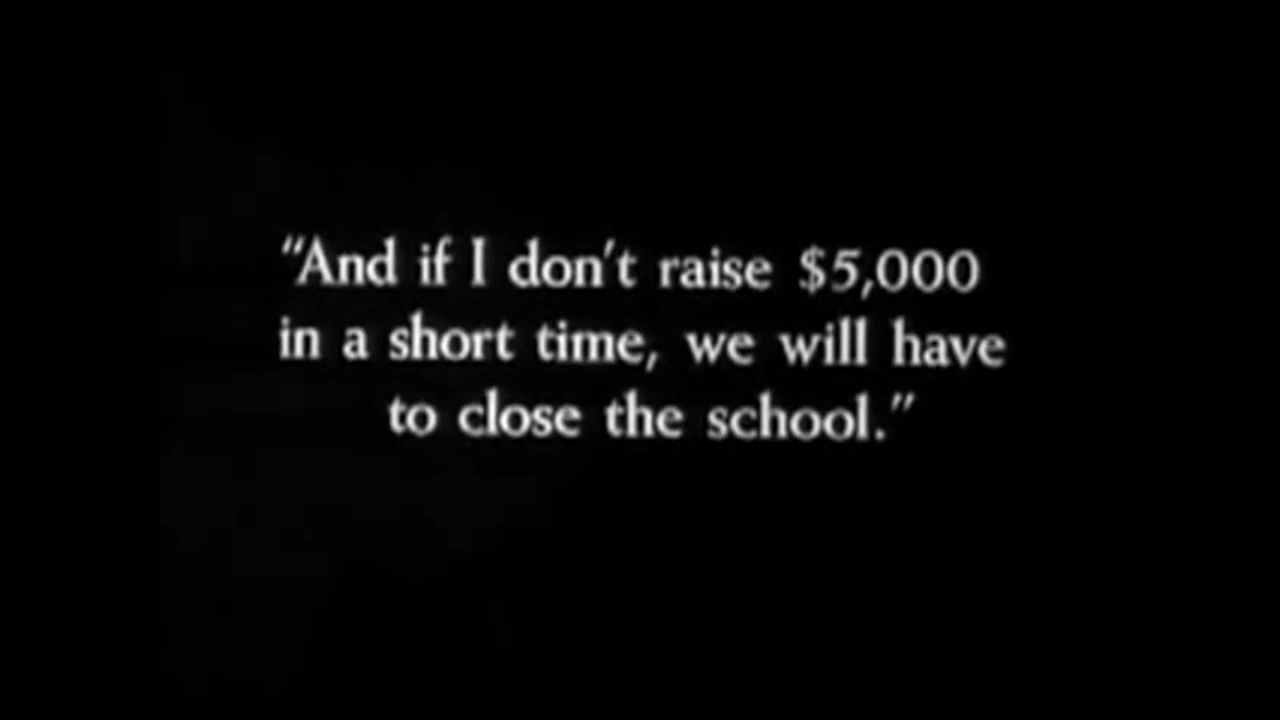 “And if I don't raise $5,000
in a short time, we will have
to close the school.”